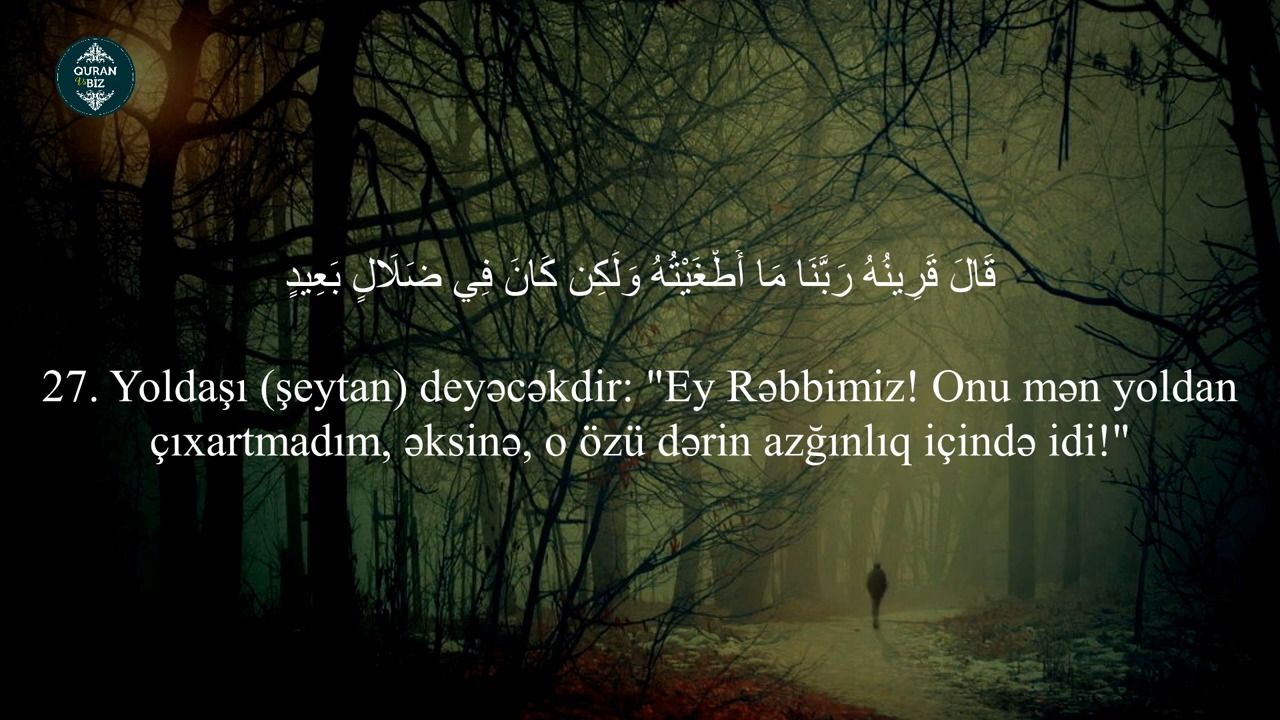 QURAN
Və BİZ
قَالَ قَرِينُهُ رَبَّنَا مَا أَطْغَيْتُهُ وَلَكِن كَانَ فِي ضَلَالٍ بَعِيدٍ
27. Yoldaşı (şeytan) deyəcəkdir: "Ey Rəbbimiz! Onu mən yoldan
çıxartmadım, əksinə, o özü dərin azğınlıq içində idi!"